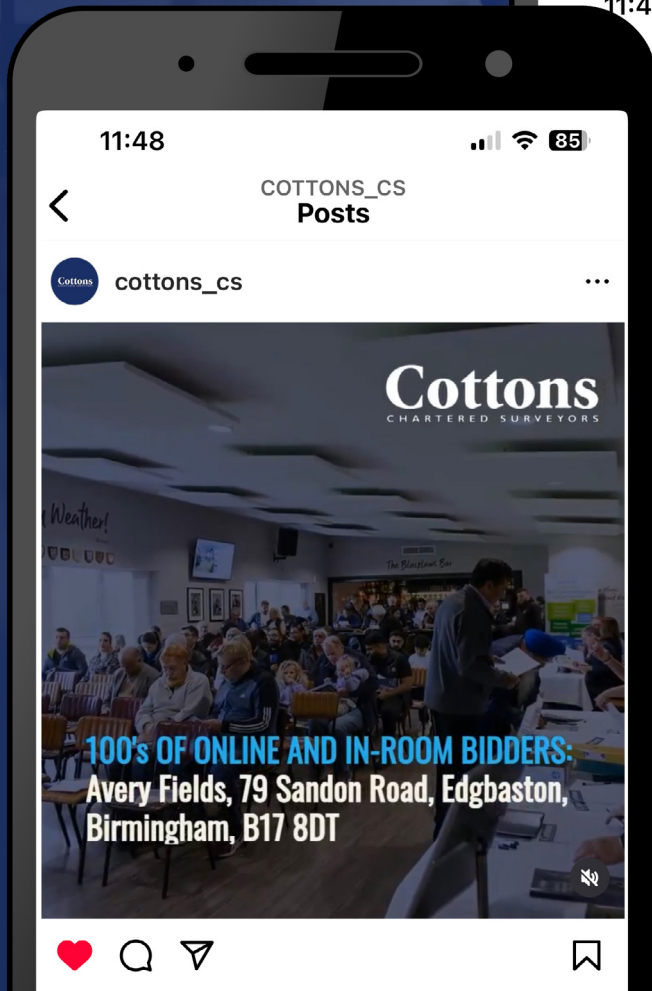 11:4
11:48
85
COTTONS_CS
Posts
Cottons
cottons_cs
Cottons
CHARTERED SURVEYORS
Weather!
The Blacklaws Bar
100's OF ONLINE AND IN-ROOM BIDDERS:
Avery Fields, 79 Sandon Road, Edgbaston,
Birmingham, B17 8DT